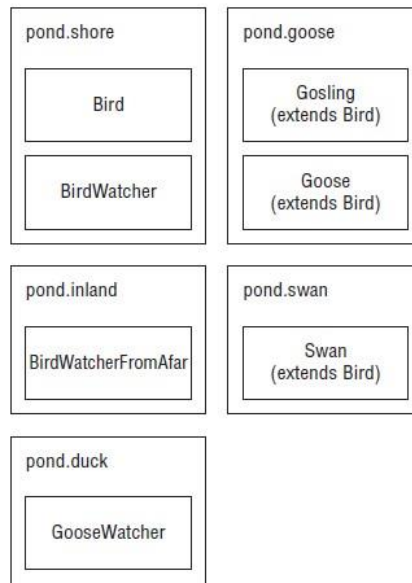 pond.shore
Bird
BirdWatcher
pond.goose
Gosling
(extends Bird)
Goose
(extends Bird)
pond.inland
BirdWatcherFromAfar
pond.swan
Swan
(extends Bird)
pond.duck
GooseWatcher